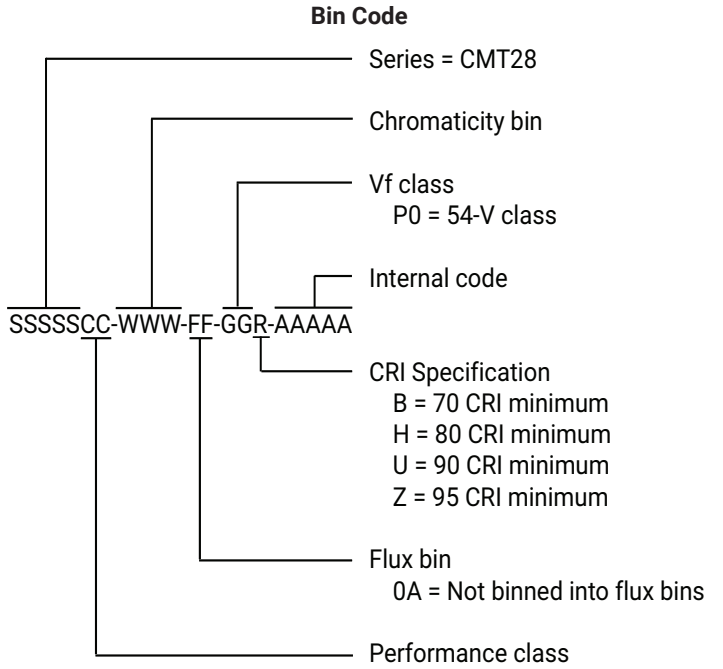 Bin Code
Series = CMT28
Chromaticity bin
Vf class
P0 = 54-V class
Internal code
SSSSSCC-WWW-FF-GGR-AAAAA
CRI Specification
B = 70 CRI minimum
H = 80 CRI minimum
U = 90 CRI minimum
Z = 95 CRI minimum
Flux bin
0A = Not binned into flux bins
Performance class